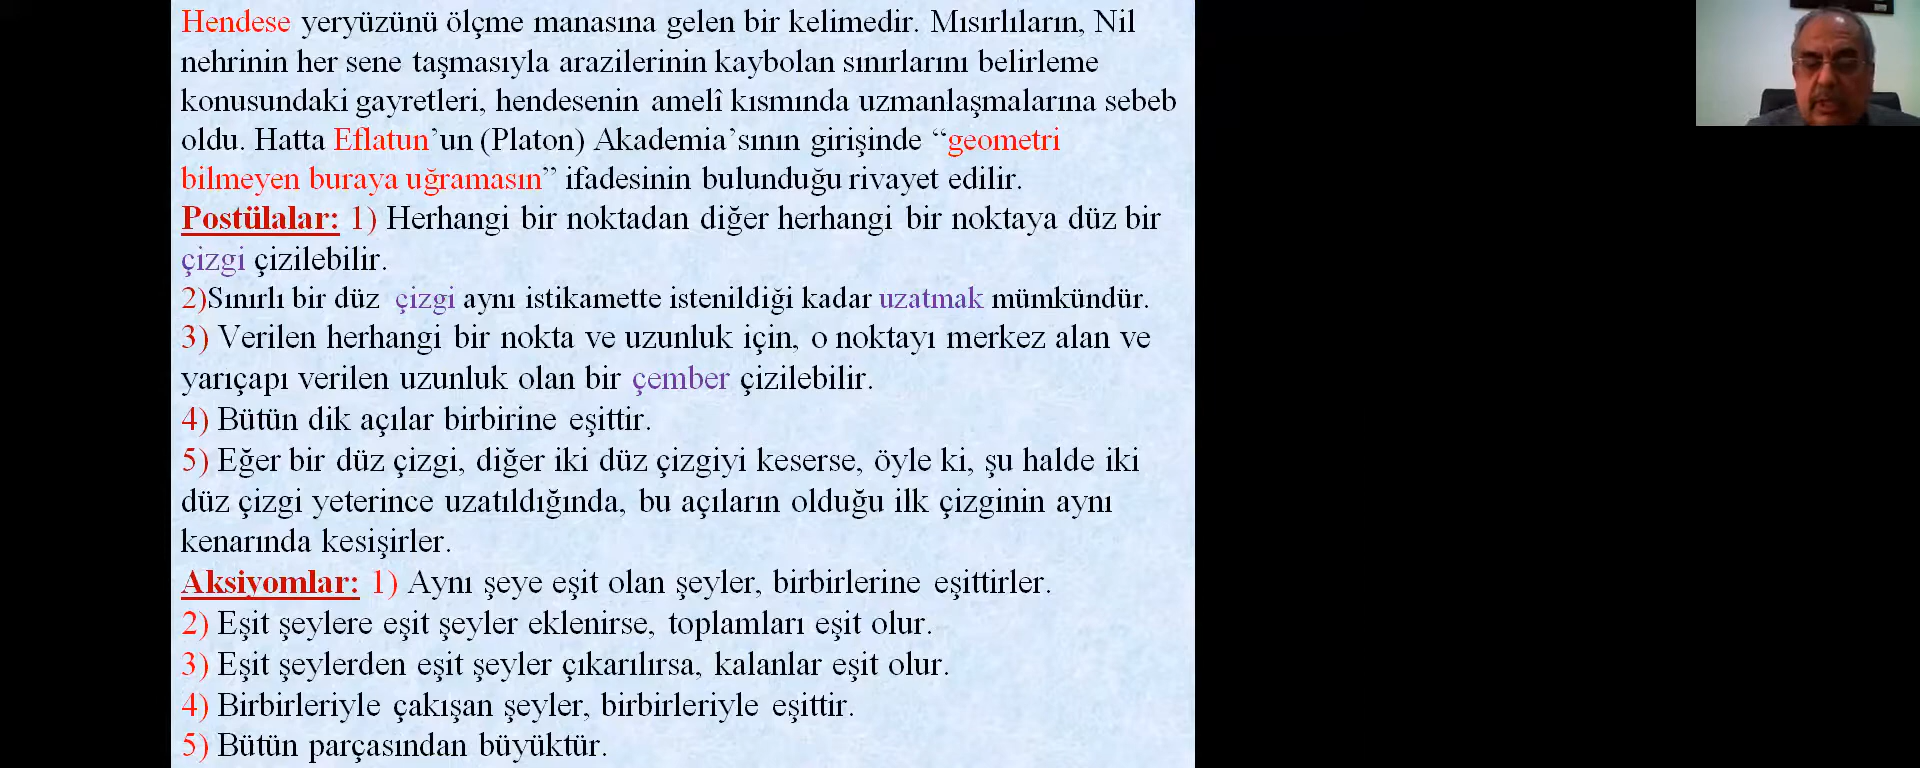 Hendese yeryüzünü ölçme manasına gelen bir kelimedir. Mısırlıların, Nil
nehrinin her sene taşmasıyla arazilerinin kaybolan sınırlarını belirleme
konusundaki gayretleri, hendesenin amelî kısmında uzmanlaşmalarına sebeb
oldu. Hatta Eflatun’un (Platon) Akademia’sının girişinde “geometri
bilmeyen buraya uğramasın” ifadesinin bulunduğu rivayet edilir.
Postülalar: 1) Herhangi bir noktadan diğer herhangi bir noktaya düz bir
çizgi çizilebilir.
2)Sınırlı bir düz çizgi aynı istikamette istenildiği kadar uzatmak mümkündür.
3) Verilen herhangi bir nokta ve uzunluk için, o noktayı merkez alan ve
yarıçapı verilen uzunluk olan bir çember çizilebilir.
4) Bütün dik açılar birbirine eşittir.
5) Eğer bir düz çizgi, diğer iki düz çizgiyi keserse, öyle ki, şu halde iki
düz çizgi yeterince uzatıldığında, bu açıların olduğu ilk çizginin aynı
kenarında kesişirler.
Aksiyomlar: 1) Aynı şeye eşit olan şeyler, birbirlerine eşittirler.
2) Eşit şeylere eşit şeyler eklenirse, toplamları eşit olur.
3) Eşit şeylerden eşit şeyler çıkarılırsa, kalanlar eşit olur.
4) Birbirleriyle çakışan şeyler, birbirleriyle eşittir.
5) Bütün parçasından büyüktür.